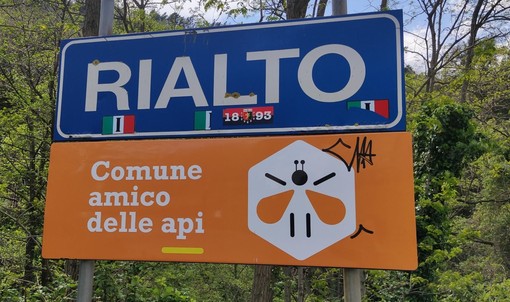 RIALTO
I
I
18 93
I
Comune
amico
delle api